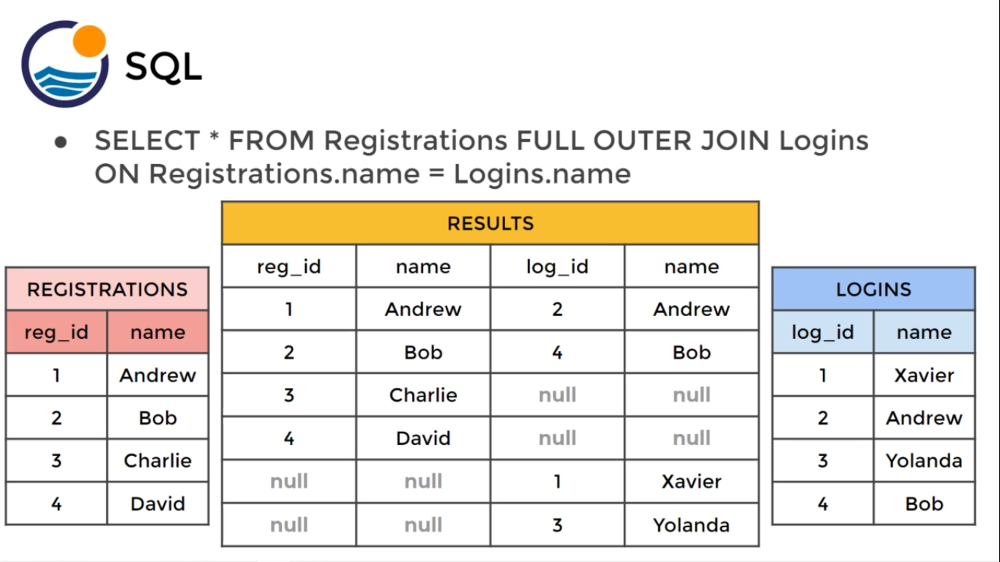 SQL
● SELECT * FROM Registrations FULL OUTER JOIN Logins
ON Registrations.name = Logins.name
REGISTRATIONS
reg_id name
1 Andrew
2 Bob
3 Charlie
4 David
RESULTS
reg_id name log_id name
1 Andrew 2 Andrew
2 Bob 4 Bob
3 Charlie null null
4 David null null
null null 1 Xavier
null null 3 Yolanda
LOGINS
log_id name
1 Xavier
2 Andrew
3 Yolanda
4 Bob